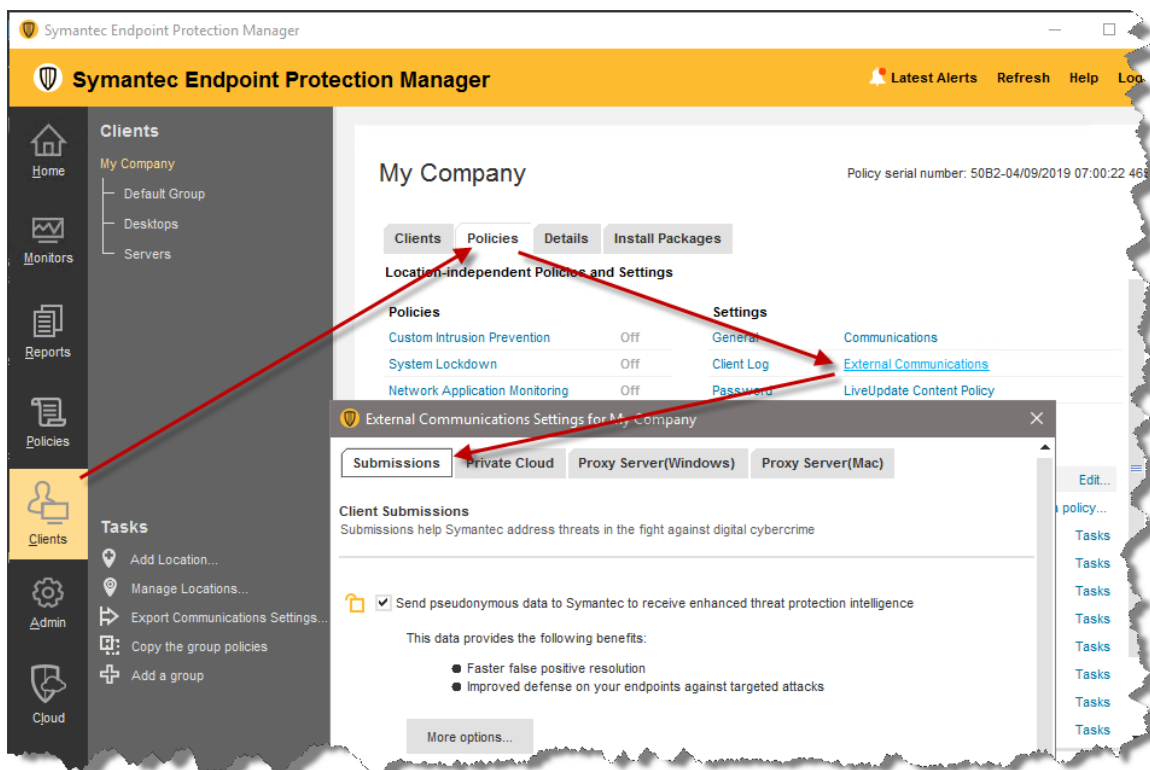 Symantec Endpoint Protection Manager
Symantec Endpoint Protection Manager
Latest Alerts Refresh Help
Home
Monitors
Reports
Policies
Clients
Admin
Cloud
Clients
My Company
Default Group
Desktops
Servers
Tasks
Add Location...
Manage Locations...
Export Communications Settings...
Copy the group policies
Add a group
My Company
Policy serial number: 50B2-04/09/2019 07:00:22
Clients Policies Details Install Packages
Location-independent Policies and Settings
Policies Settings
Custom Intrusion Prevention Off General Communications
System Lockdown Off Client Log External Communications
Network Application Monitoring Off Password LiveUpdate Content Policy
External Communications Settings for My Company
Submissions Private Cloud Proxy Server(Windows) Proxy Server(Mac)
Client Submissions
Submissions help Symantec address threats in the fight against digital cybercrime
Send pseudonymous data to Symantec to receive enhanced threat protection intelligence
This data provides the following benefits:
Faster false positive resolution
Improved defense on your endpoints against targeted attacks
More options...
Edit...
policy...
Tasks
Tasks
Tasks
Tasks
Tasks
Tasks
Tasks
Tasks